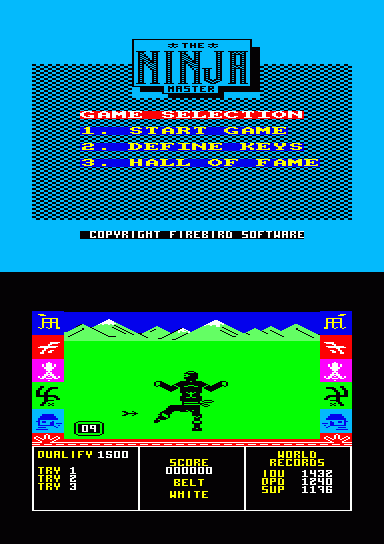 THE
NINJA
MASTER
GAME SELECTION
1. START GAME
2. DEFINE KEYS
3. HALL OF FAME
COPYRIGHT FIREBIRD SOFTWARE
09
QUALIFY 1500
TRY 1
TRY 2
TRY 3
SCORE
000000
BELT
WHITE
WORLD
RECORDS
IOU 1432
OPO 1240
SUP 1176